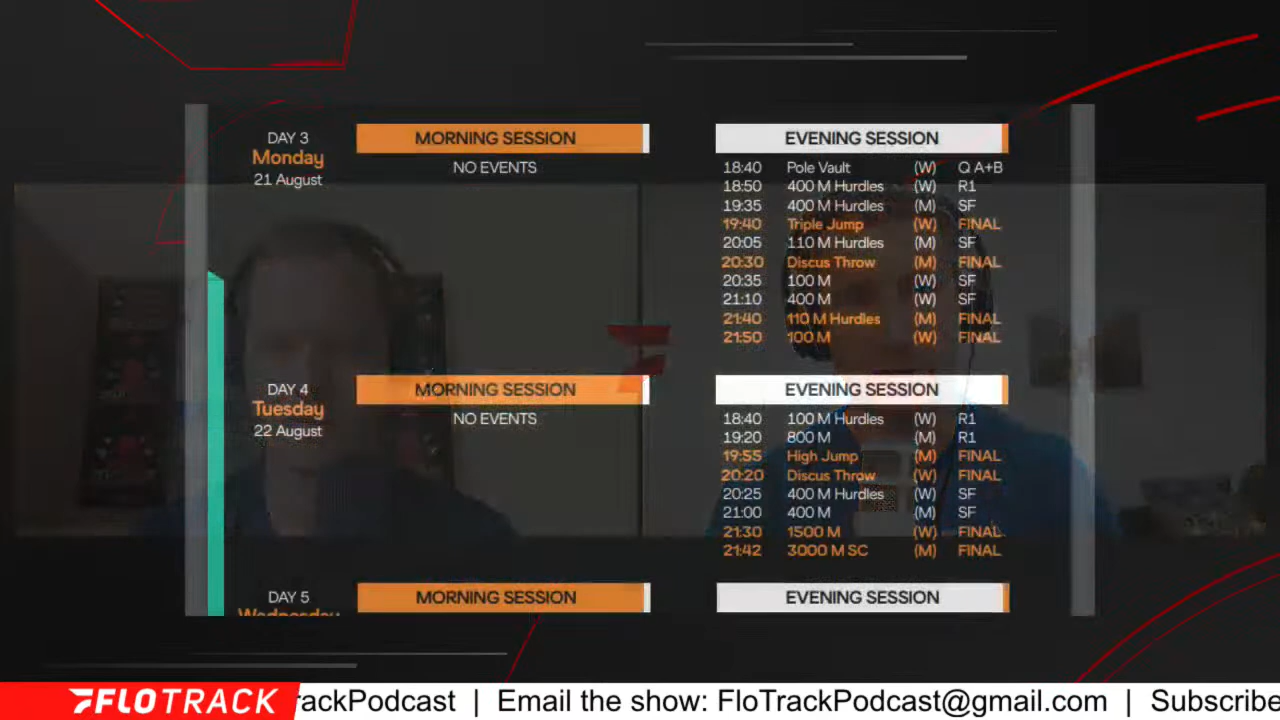 DAY 3
Monday
21 August
MORNING SESSION
NO EVENTS
EVENING SESSION
18:40 Pole Vault (W) Q A+B
18:50 400 M Hurdles (W) R1
19:35 400 M Hurdles (M) SF
19:40 Triple Jump (W) FINAL
20:05 110 M Hurdles (M) SF
20:30 Discus Throw (M) FINAL
20:35 100 M (W) SF
21:10 400 M (W) SF
21:40 110 M Hurdles (M) FINAL
21:50 100 M (W) FINAL
DAY 4
Tuesday
22 August
MORNING SESSION
NO EVENTS
EVENING SESSION
18:40 100 M Hurdles (W) R1
19:20 800 M (M) R1
19:55 High Jump (M) FINAL
20:20 Discus Throw (W) FINAL
20:25 400 M Hurdles (W) SF
21:00 400 M (M) SF
21:30 1500 M (W) FINAL
21:42 3000 M SC (M) FINAL
DAY 5
Wednesday
MORNING SESSION
EVENING SESSION
FLOTRACK rackPodcast | Email the show: FloTrackPodcast@gmail.com | Subscribe